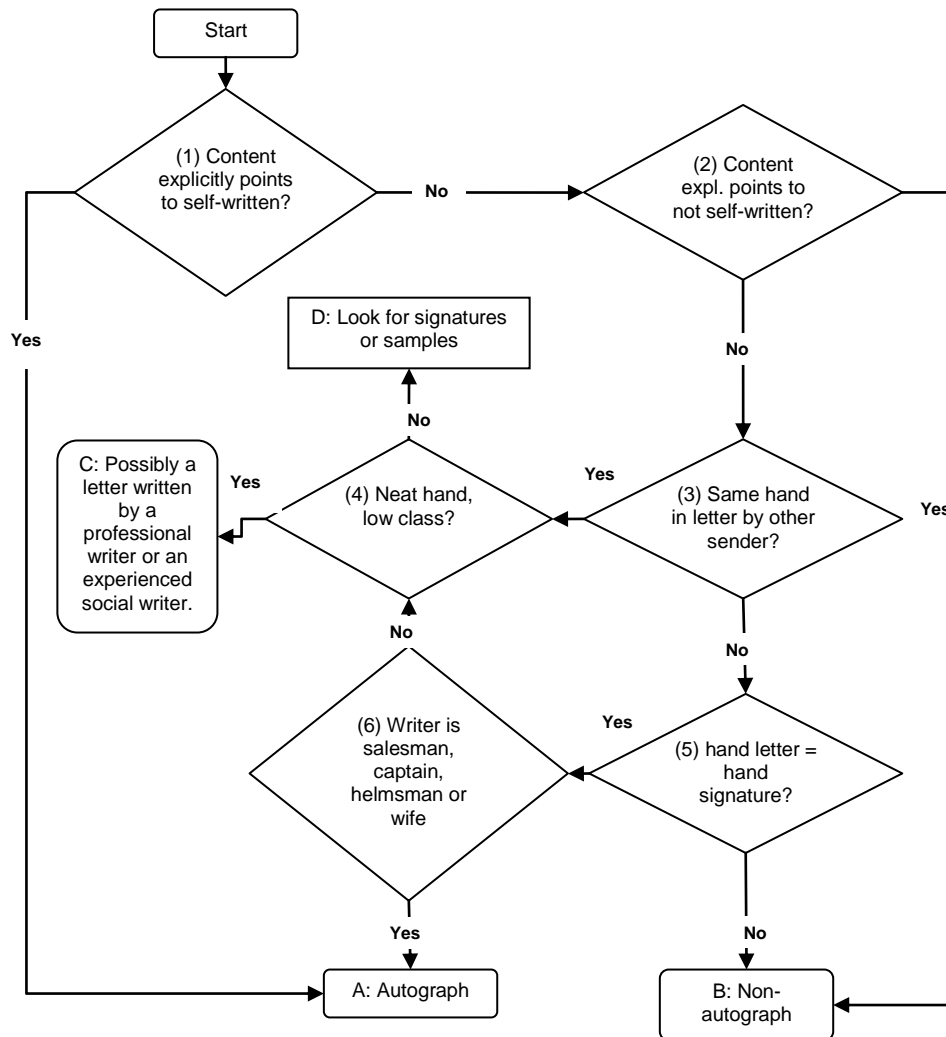 Start
(1) Content
explicitly points
to self-written?
No
(2) Content
expl. points to
not self-written?
Yes
No
Yes
D: Look for signatures
or samples
No
C: Possibly a
letter written
by a
professional
writer or an
experienced
social writer.
Yes
(4) Neat hand,
low class?
Yes
(3) Same hand
in letter by other
sender?
No
No
(6) Writer is
salesman,
captain,
helmsman or
wife
Yes
(5) hand letter =
hand
signature?
Yes
No
A: Autograph
B: Non-
autograph